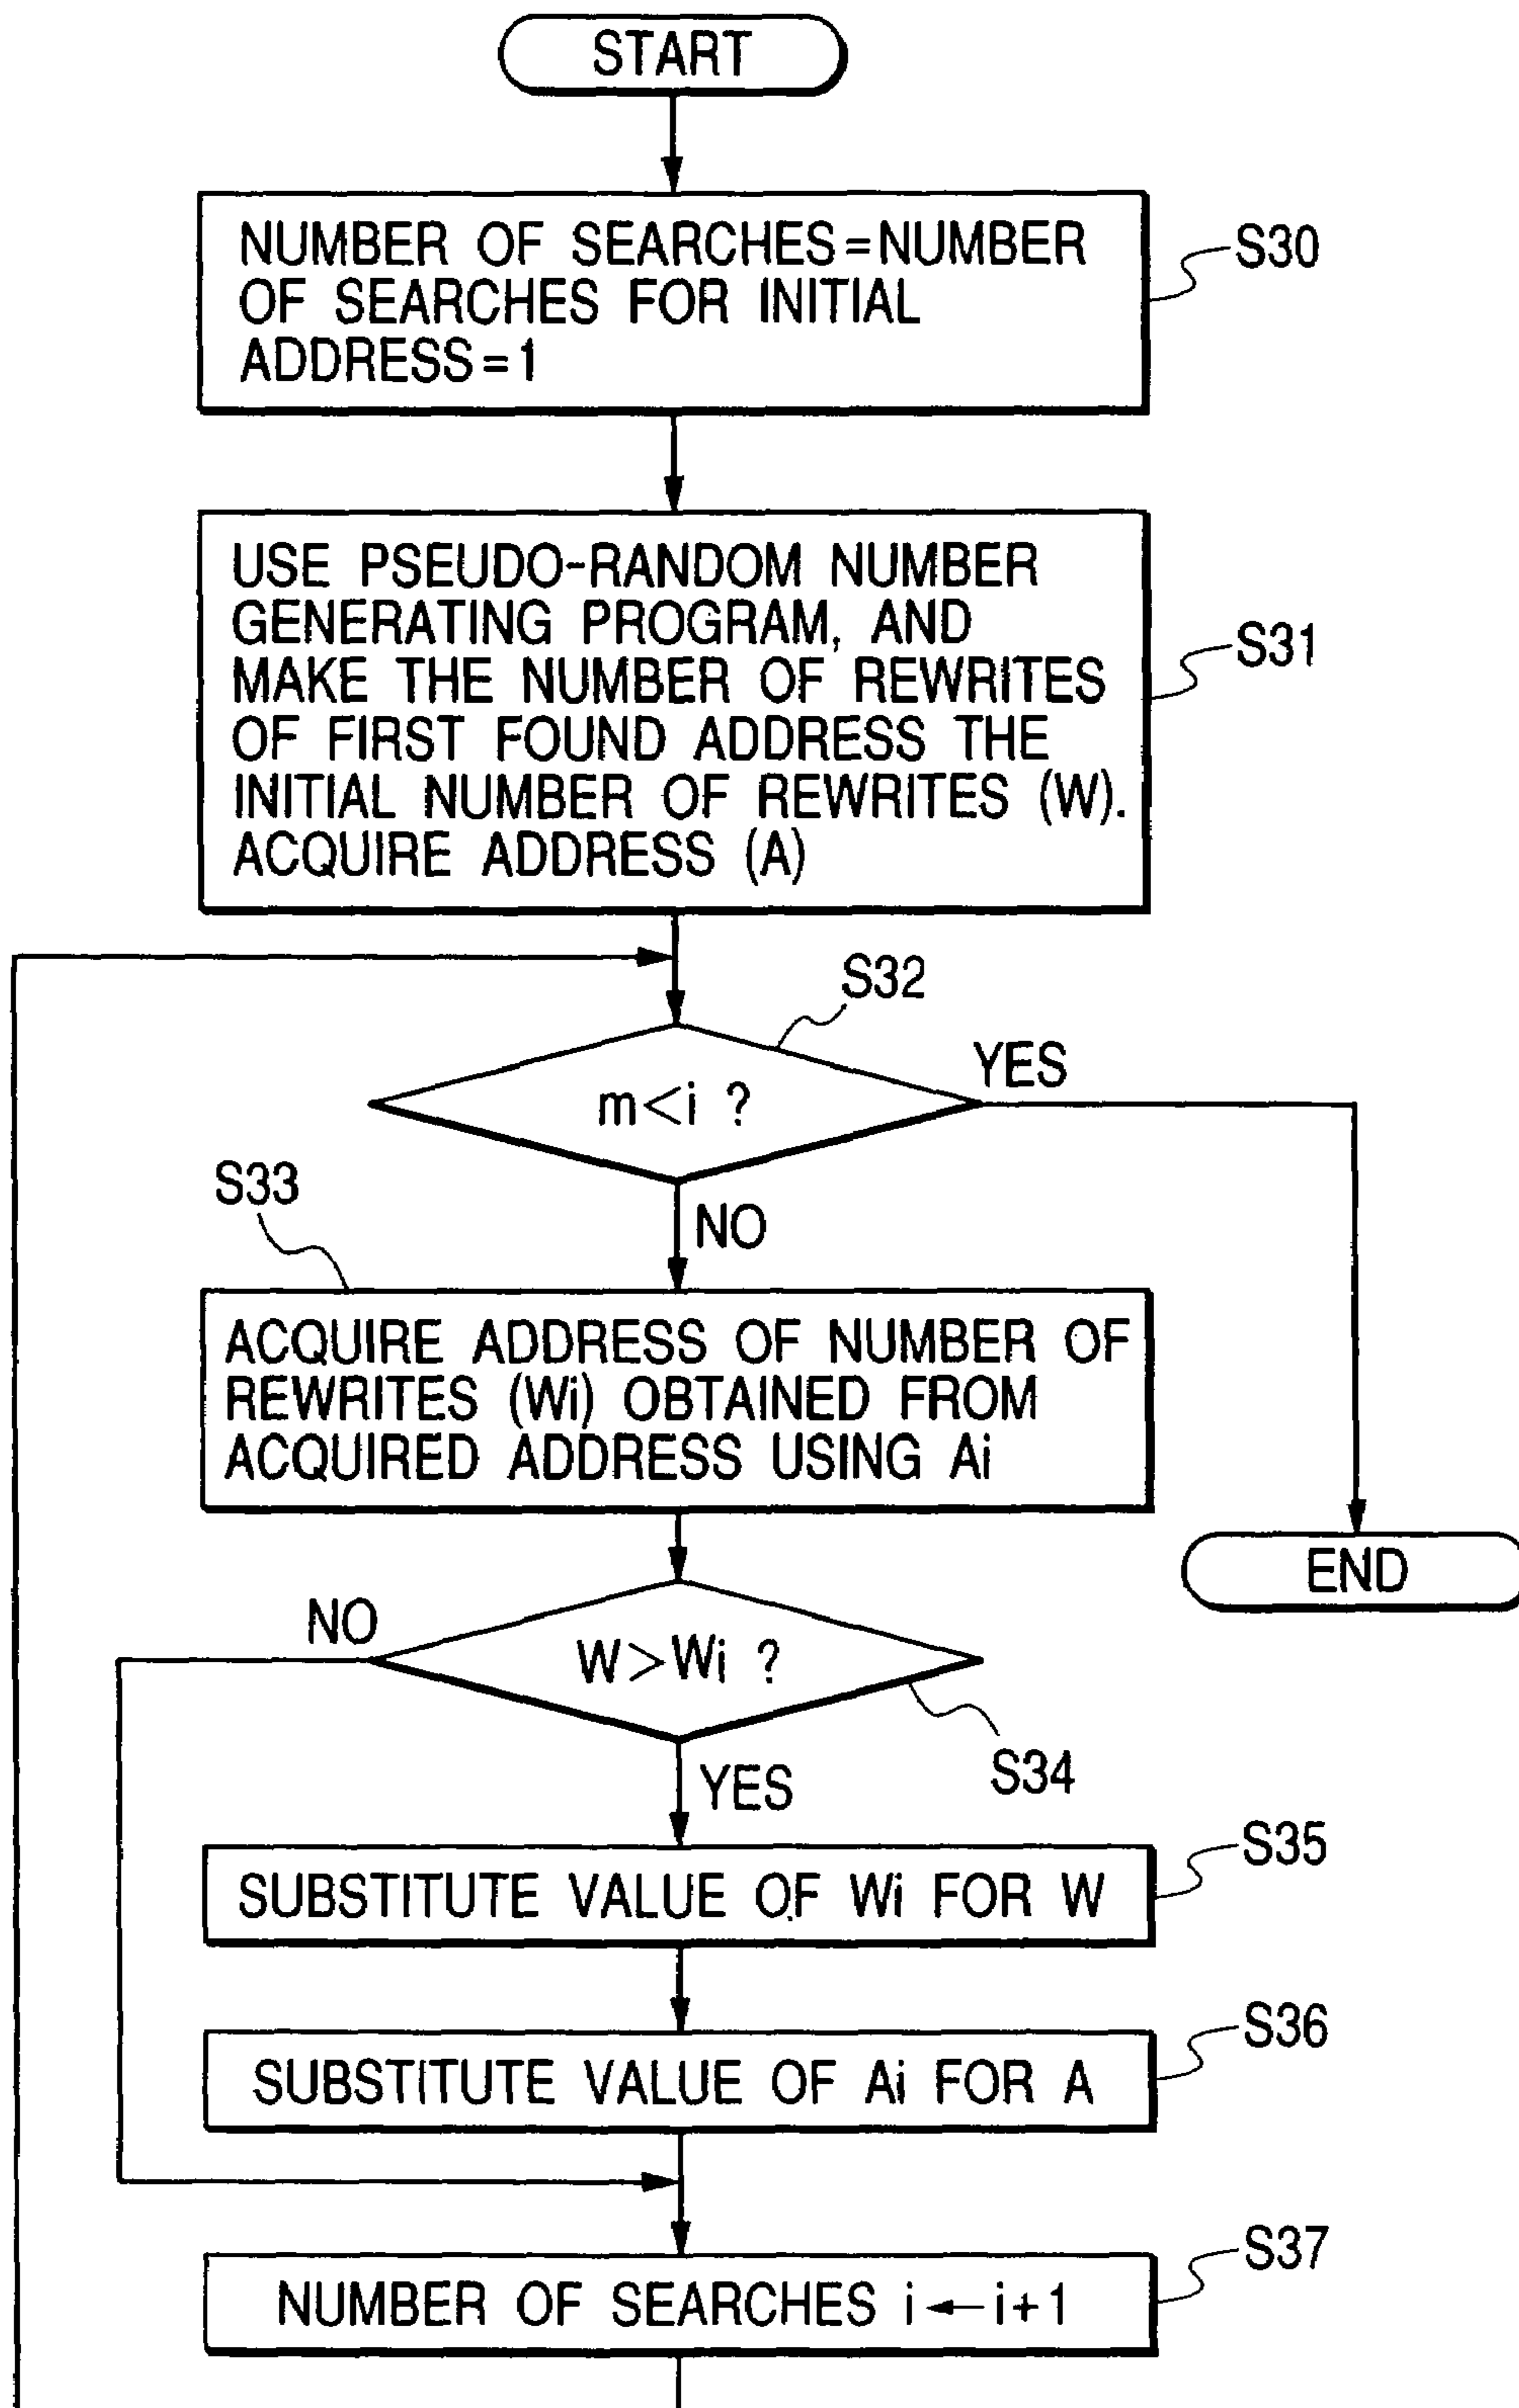 START
NUMBER OF SEARCHES=NUMBER
OF SEARCHES FOR INITIAL
ADDRESS=1
S30
USE PSEUDO-RANDOM NUMBER
GENERATING PROGRAM, AND
MAKE THE NUMBER OF REWRITES
OF FIRST FOUND ADDRESS THE
INITIAL NUMBER OF REWRITES (W).
ACQUIRE ADDRESS (A)
S31
S32
m<i ?
YES
S33
NO
ACQUIRE ADDRESS OF NUMBER OF
REWRITES (Wi) OBTAINED FROM
ACQUIRED ADDRESS USING Ai
END
NO
W>Wi ?
S34
YES
SUBSTITUTE VALUE OF Wi FOR W
S35
SUBSTITUTE VALUE OF Ai FOR A
S36
NUMBER OF SEARCHES i←i+1
S37